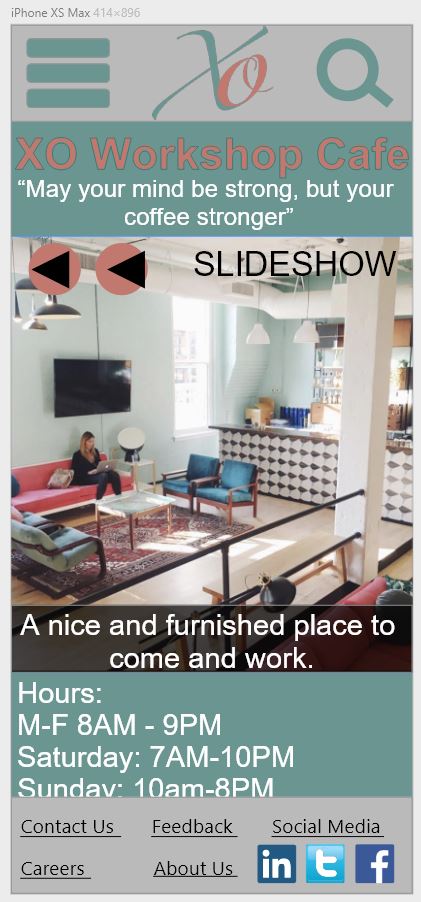 iPhone XS Max 414×896
Xo
XO Workshop Cafe
“May your mind be strong, but your
coffee stronger”
SLIDESHOW
A nice and furnished place to
come and work.
Hours:
M-F 8AM - 9PM
Saturday: 7AM-10PM
Sunday: 10am-8PM
Contact Us Feedback Social Media
Careers About Us in t f